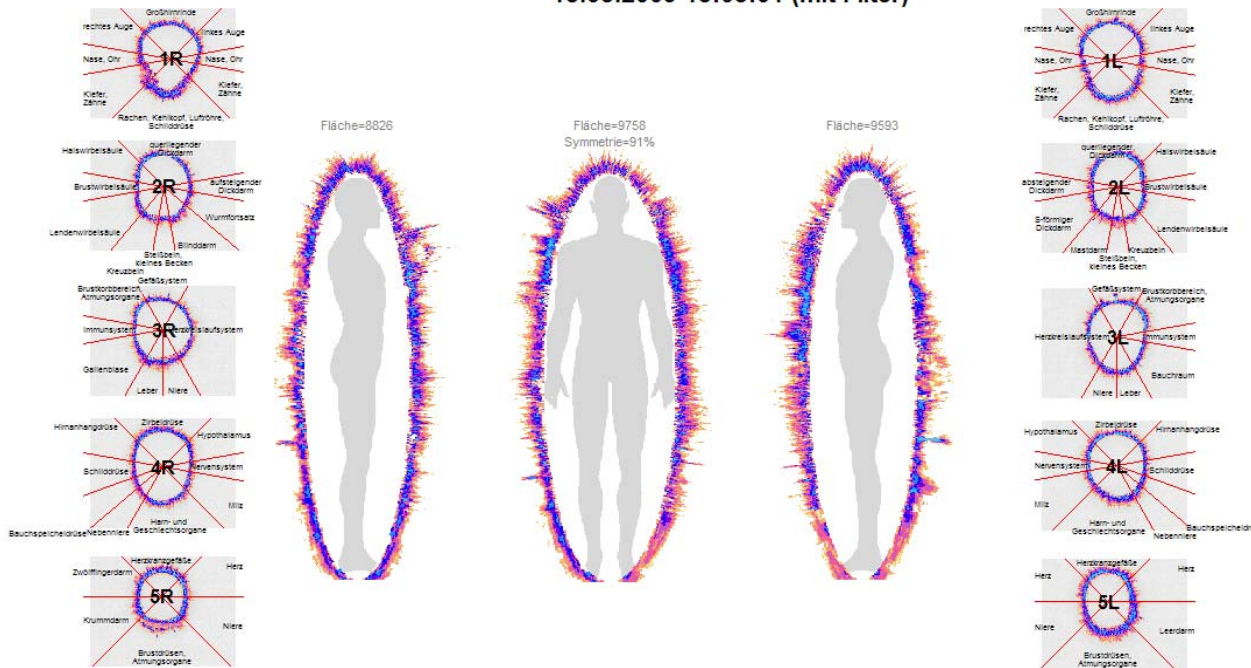 Großhirnrinde
rechtes Auge
linkes Auge
1R
Nase, Ohr
Nase, Ohr
Kiefer,
Zähne
Kiefer,
Zähne
Rachen, Kehlkopf, Luftröhre,
Schilddrüse
querliegender
Dickdarm
Halswirbelsäule
2R
Brustwirbelsäule
aufsteigender
Dickdarm
Wurmfortsatz
Lendenwirbelsäule
Blinddarm
Steißbein,
kleines Becken
Kreuzbein
Gefäßsystem
Brustkorbbereich,
Atmungsorgane
3R
Immunsystem
Herzkreislaufsystem
Gallenblase
Leber
Niere
Zirbeldrüse
Hirnanhangdrüse
Hypothalamus
4R
Schilddrüse
Nervensystem
Milz
Harn- und
Geschlechtsorgane
Bauchspeicheldrüse
Nebenniere
Herzkranzgefäße
Zwölffingerdarm
Herz
5R
Krummdarm
Niere
Brustdrüsen,
Atmungsorgane
(mit Filter)
Fläche=8826
Fläche=9758
Symmetrie=91%
Fläche=9593
Großhirnrinde
rechtes Auge
linkes Auge
1L
Nase, Ohr
Nase, Ohr
Kiefer,
Zähne
Kiefer,
Zähne
Rachen, Kehlkopf, Luftröhre,
Schilddrüse
querliegender
Dickdarm
Halswirbelsäule
2L
absteigender
Dickdarm
Brustwirbelsäule
S-förmiger
Dickdarm
Lendenwirbelsäule
Mastdarm
Kreuzbein
Steißbein,
kleines Becken
Gefäßsystem
Brustkorbbereich,
Atmungsorgane
3L
Herzkreislaufsystem
Immunsystem
Bauchraum
Niere
Leber
Zirbeldrüse
Hypothalamus
Hirnanhangdrüse
4L
Nervensystem
Schilddrüse
Harn- und
Geschlechtsorgane
Bauchspeicheldrüse
Nebenniere
Herzkranzgefäße
Herz
Herz
5L
Niere
Leerdarm
Brustdrüsen,
Atmungsorgane